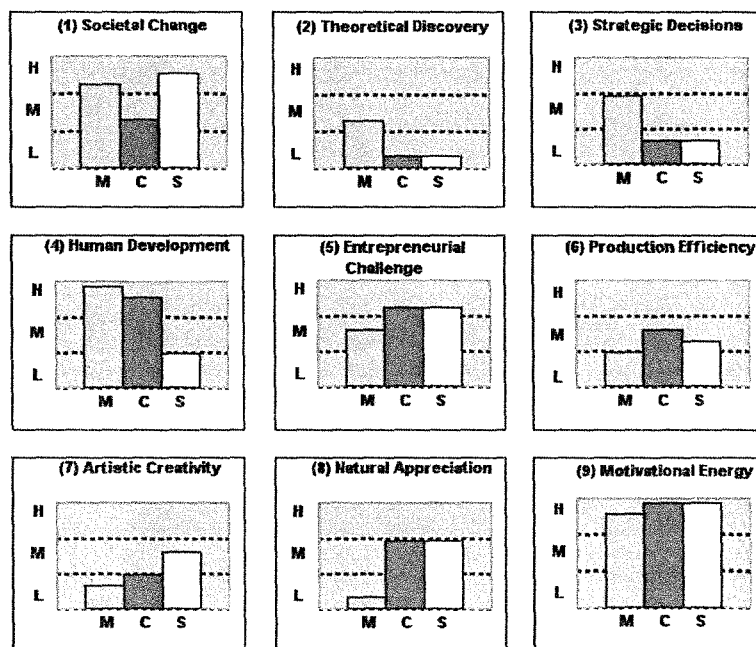 (1) Societal Change
H
M
L
M C S
(2) Theoretical Discovery
H
M
L
M C S
(3) Strategic Decisions
H
M
L
M C S
(4) Human Development
H
M
L
M C S
(5) Entrepreneurial
Challenge
H
M
L
M C S
(6) Production Efficiency
H
M
L
M C S
(7) Artistic Creativity
H
M
L
M C S
(8) Natural Appreciation
H
M
L
M C S
(9) Motivational Energy
H
M
L
M C S